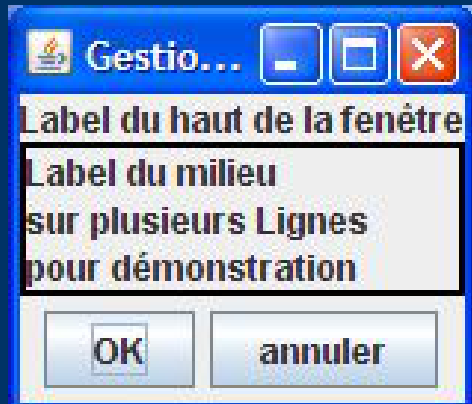 Gestio...
Label du haut de la fenêtre
Label du milieu
sur plusieurs Lignes
pour démonstration
OK annuler